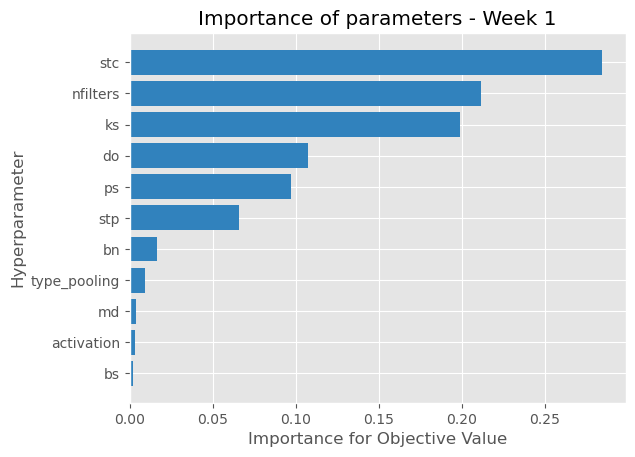 Importance of parameters - Week 1
Hyperparameter
stc
nfilters
ks
do
ps
stp
bn
type_pooling
md
activation
bs
0.00 0.05 0.10 0.15 0.20 0.25
Importance for Objective Value